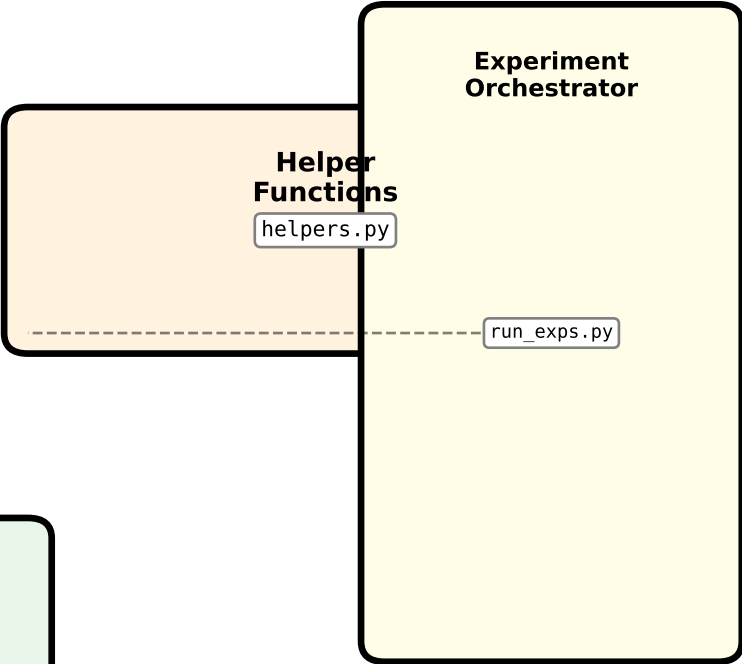 Experiment
Orchestrator
Helper
Functions
helpers.py
run_exps.py